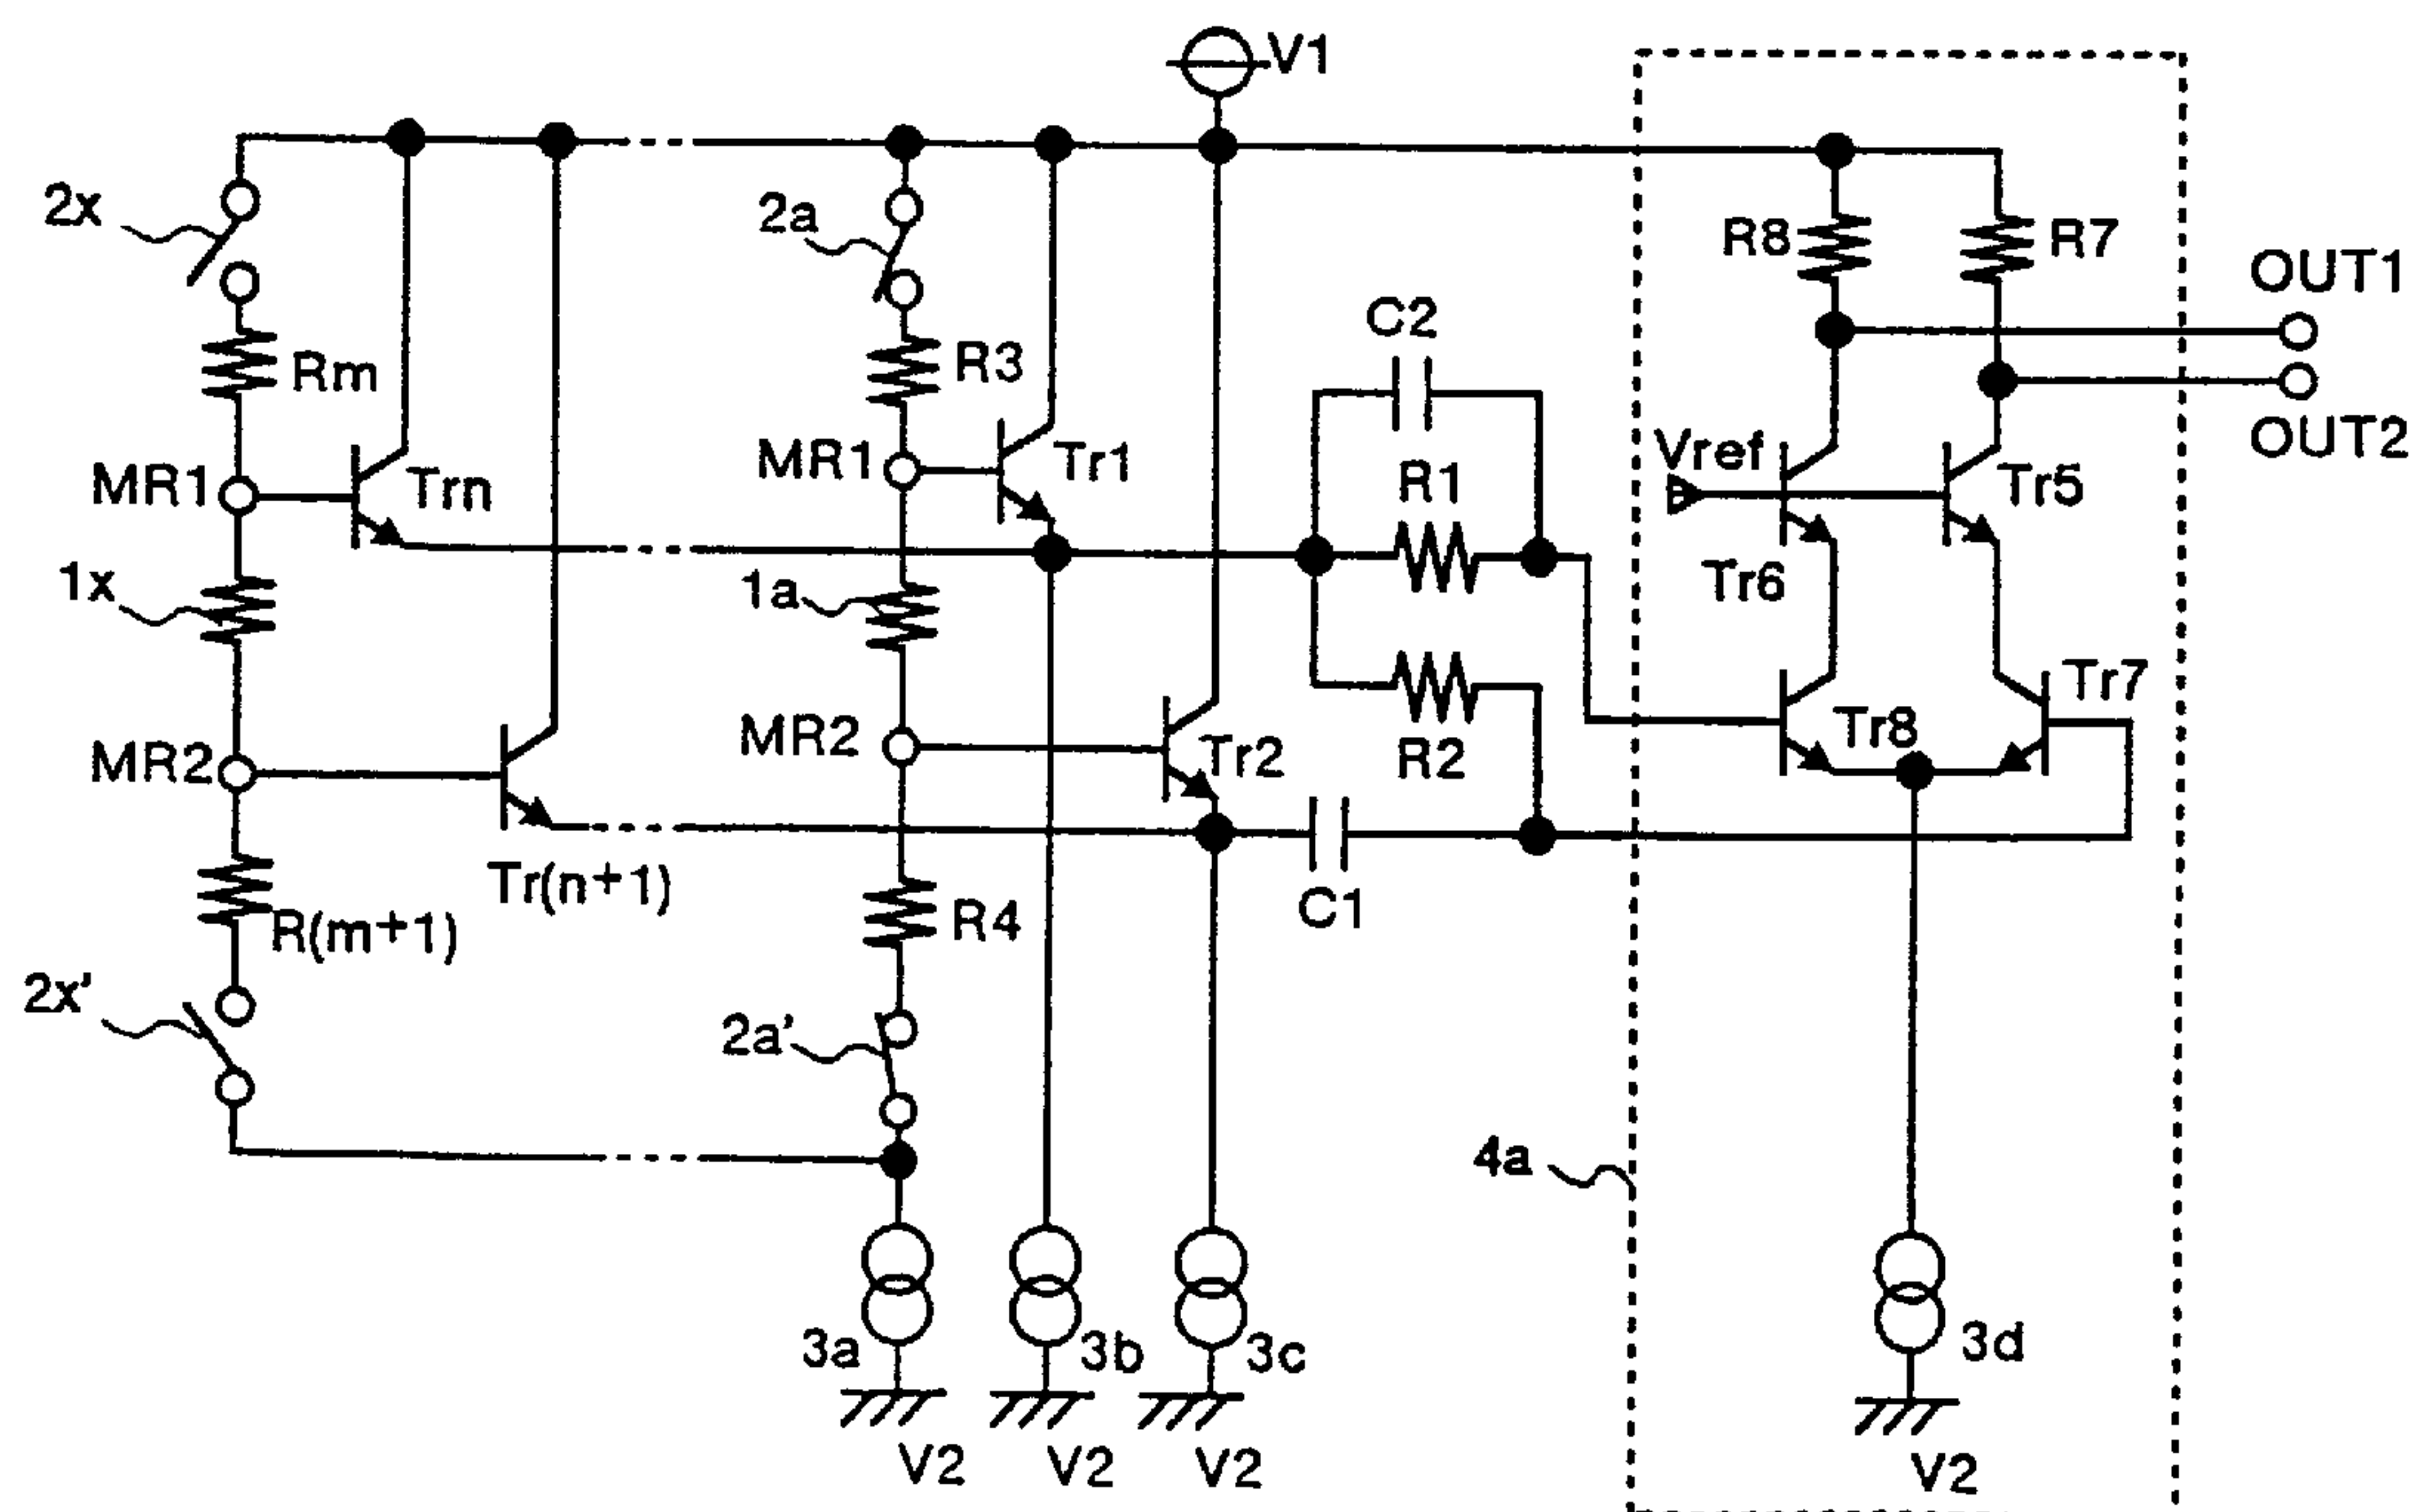 V1
2x
2a
R8
R7
OUT1
C2
Rm
R3
OUT2
MR1
Trn
MR1
Tr1
R1
Vref
Tr5
1x
1a
Tr6
MR2
MR2
Tr2
R2
Tr8
Tr7
Tr(n+1)
C1
R(m+1)
R4
2x'
2a'
4a
3a
3b
3c
3d
V2
V2
V2
V2